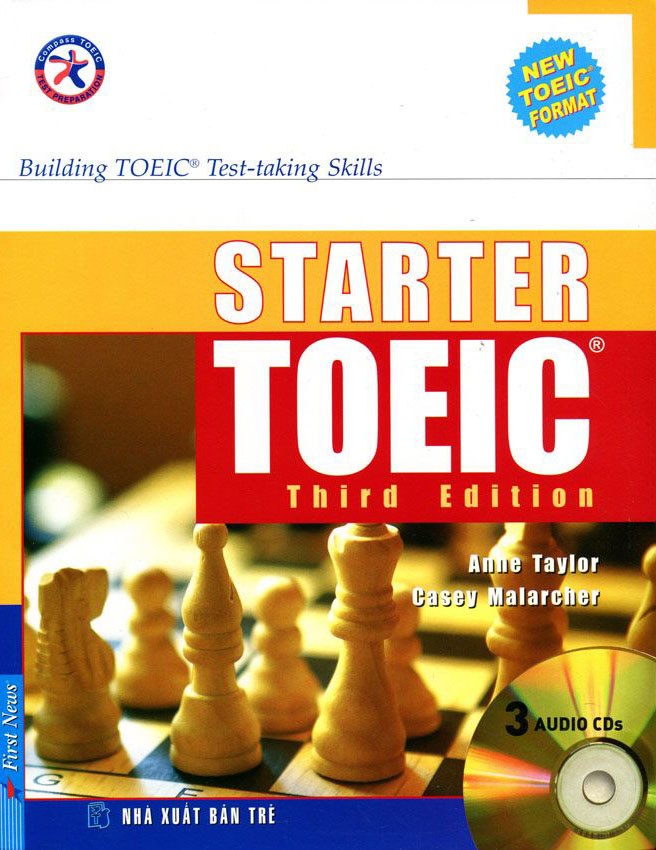 Compass TOEIC
TEST PREPARATION
NEW
TOEIC®
FORMAT
Building TOEIC® Test-taking Skills
STARTER
TOEIC®
Third Edition
Anne Taylor
Casey Malarcher
3 AUDIO CDs
First News
NHÀ XUẤT BẢN TRẺ